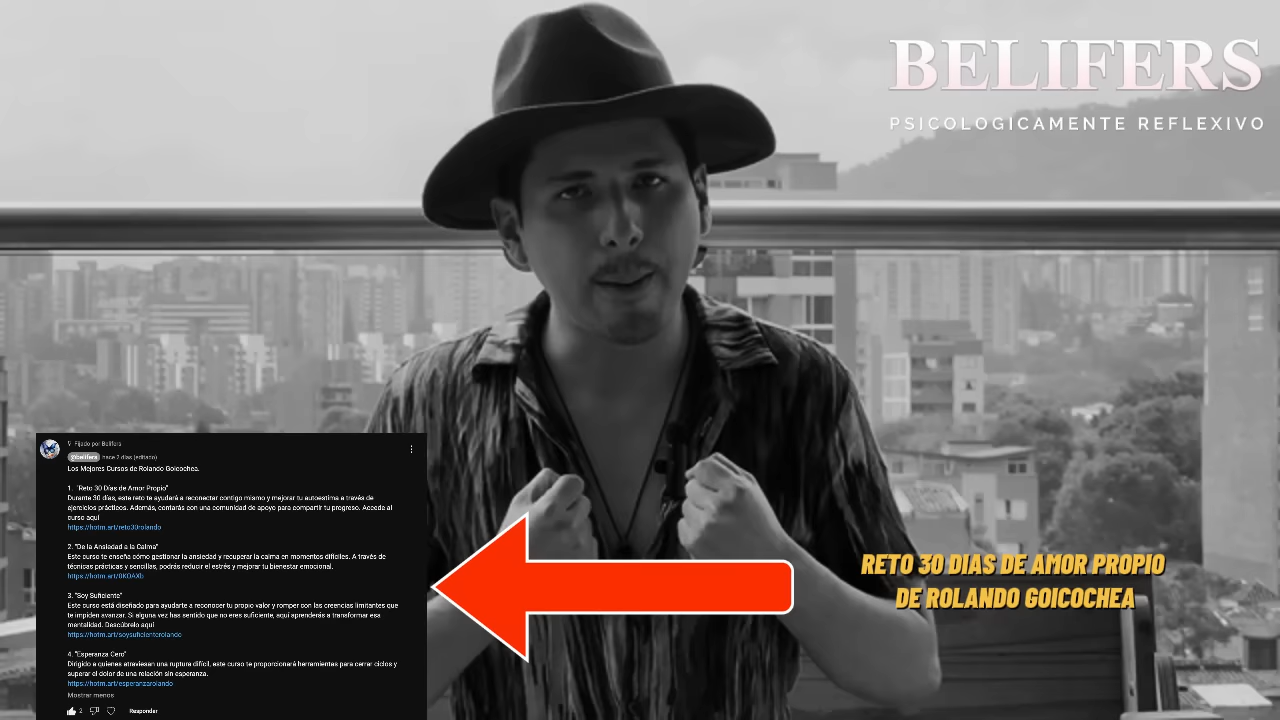 BELIFERS
PSICOLOGICAMENTE REFLEXIVO
Fijado por Belifers
@belifers hace 2 días (editado)
Los Mejores Cursos de Rolando Goicochea.
1. "Reto 30 Días de Amor Propio"
Durante 30 días, este reto te ayudará a reconectar contigo mismo y mejorar tu autoestima a través de
ejercicios prácticos. Además, contarás con una comunidad de apoyo para compartir tu progreso. Accede al
curso aquí
https://hotm.art/reto30rolando
2. "De la Ansiedad a la Calma"
Este curso te enseña cómo gestionar la ansiedad y recuperar la calma en momentos difíciles. A través de
técnicas prácticas y sencillas, podrás reducir el estrés y mejorar tu bienestar emocional.
https://hotm.art/0KOAXb
3. "Soy Suficiente"
Este curso está diseñado para ayudarte a reconocer tu propio valor y romper con las creencias limitantes que
te impiden avanzar. Si alguna vez has sentido que no eres suficiente, aquí aprenderás a transformar esa
mentalidad. Descúbrelo aquí
https://hotm.art/soysuficienterolando
4. "Esperanza Cero"
Dirigido a quienes atraviesan una ruptura difícil, este curso te proporcionará herramientas para cerrar ciclos y
superar el dolor de una relación sin esperanza.
https://hotm.art/esperanzarolando
Mostrar menos
2 Responder
RETO 30 DIAS DE AMOR PROPIO
DE ROLANDO GOICOCHEA